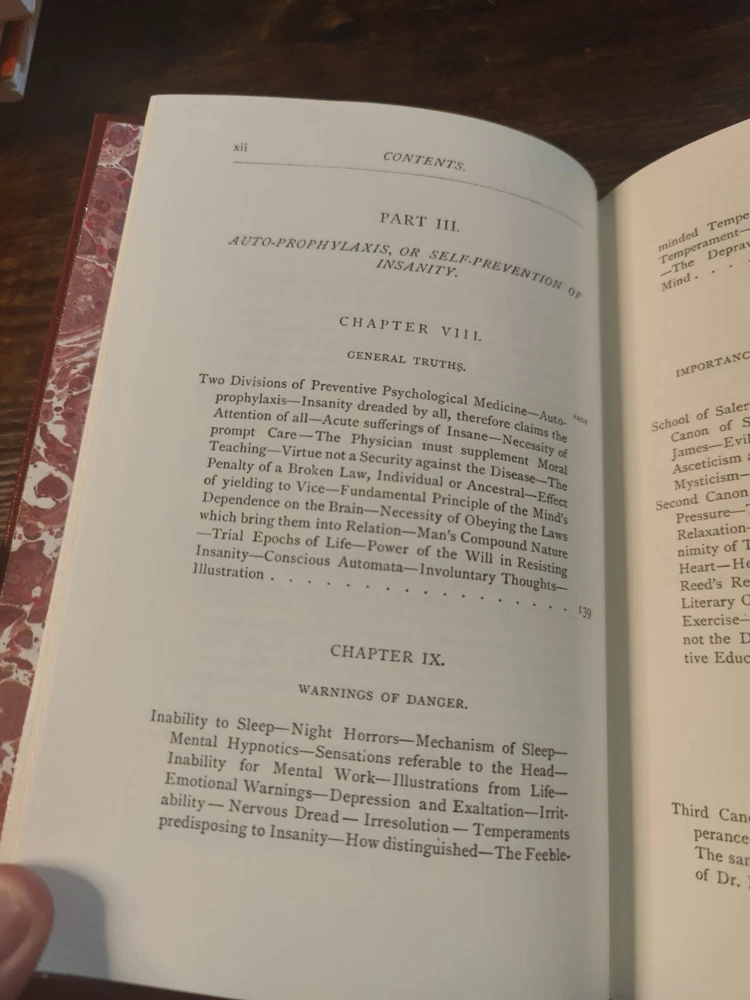 xii
CONTENTS.
PART III.
AUTO-PROPHYLAXIS, OR SELF-PREVENTION OF
INSANITY.
CHAPTER VIII.
GENERAL TRUTHS.
PAGE
Two Divisions of Preventive Psychological Medicine—Auto-
prophylaxis—Insanity dreaded by all, therefore claims the
Attention of all—Acute sufferings of Insane—Necessity of
prompt Care—The Physician must supplement Moral
Teaching—Virtue not a Security against the Disease—The
Penalty of a Broken Law, Individual or Ancestral—Effect
of yielding to Vice—Fundamental Principle of the Mind's
Dependence on the Brain—Necessity of Obeying the Laws
which bring them into Relation—Man's Compound Nature
—Trial Epochs of Life—Power of the Will in Resisting
Insanity—Conscious Automata—Involuntary Thoughts—
Illustration . . . . . . . . . . . . . . . . 139
CHAPTER IX.
WARNINGS OF DANGER.
Inability to Sleep—Night Horrors—Mechanism of Sleep—
Mental Hypnotics—Sensations referable to the Head—
Inability for Mental Work—Illustrations from Life—
Emotional Warnings—Depression and Exaltation—Irrit-
ability — Nervous Dread — Irresolution — Temperaments
predisposing to Insanity—How distinguished—The Feeble-
minded Tempe
Temperament—
—The Deprav
Mind . . .
IMPORTANC
School of Saler
Canon of S
James—Evil
Asceticism a
Mysticism—
Second Canon
Pressure—
Relaxation—
nimity of T
Heart—He
Reed's Re
Literary C
Exercise—
not the D
tive Educ
Third Cano
perance
The sam
of Dr.